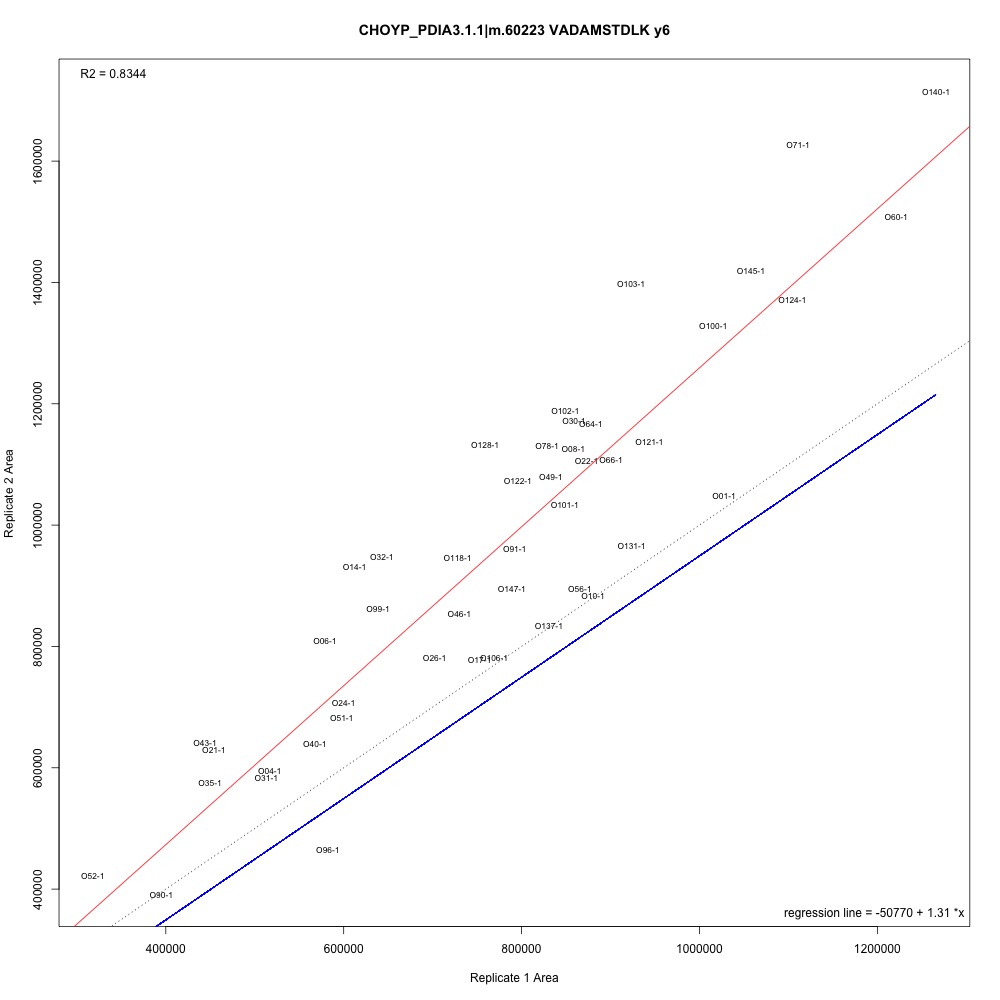 CHOYP_PDIA3.1.1|m.60223 VADAMSTDLK y6
R2 = 0.8344
O140-1
O71-1
O60-1
O145-1
O103-1
O124-1
O100-1
O102-1
O30-1
O64-1
O128-1
O78-1
O08-1
O121-1
O22-1
O66-1
O122-1
O49-1
O101-1
O01-1
O91-1
O131-1
O32-1
O118-1
O14-1
O147-1
O56-1
O10-1
O99-1
O46-1
O137-1
O06-1
O26-1
O17-1
O106-1
O24-1
O51-1
O43-1
O21-1
O40-1
O04-1
O31-1
O35-1
O96-1
O52-1
O90-1
regression line = -50770 + 1.31 *x
1600000
1400000
1200000
1000000
800000
600000
400000
Replicate 2 Area
400000
600000
800000
1000000
1200000
Replicate 1 Area